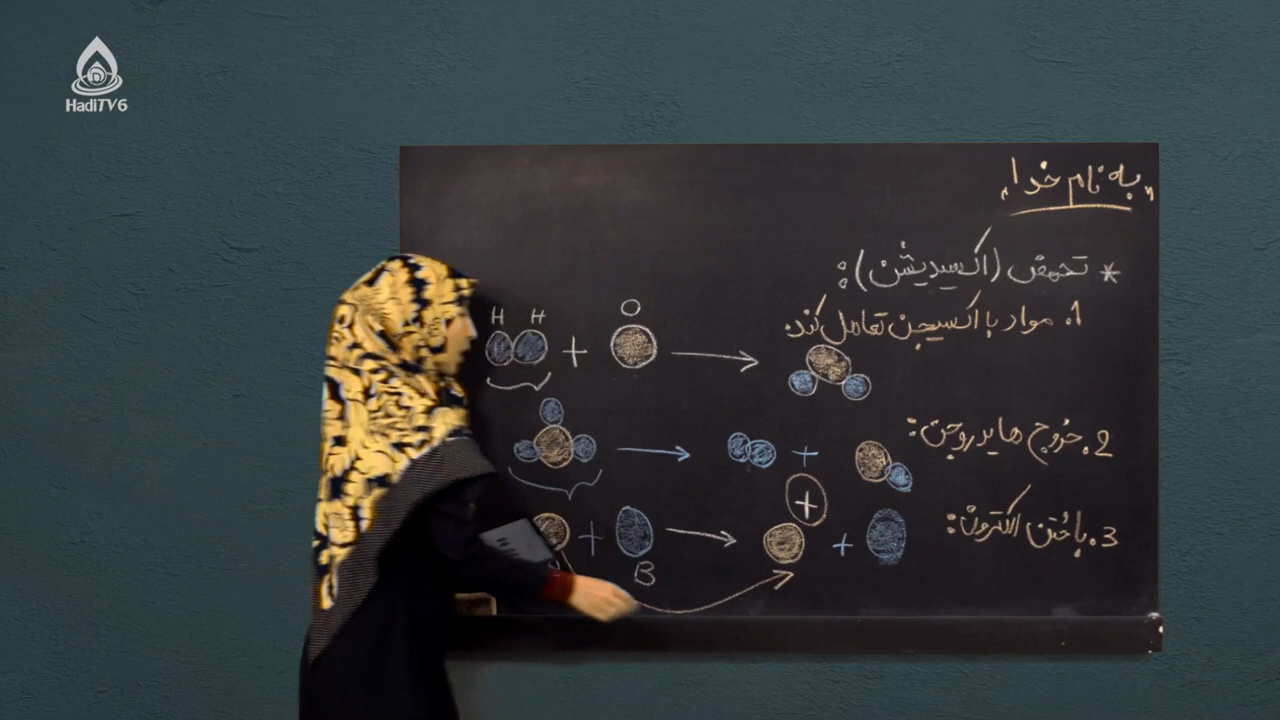 HadiTV6
"به نام خدا"
* تحمض (اکسیدیشن):
1. مواد با اکسیجن تعامل کند.
H H + O →
2. خروج هایدروجن:
→ +
3. باختن الکترون:
+ → + +
B